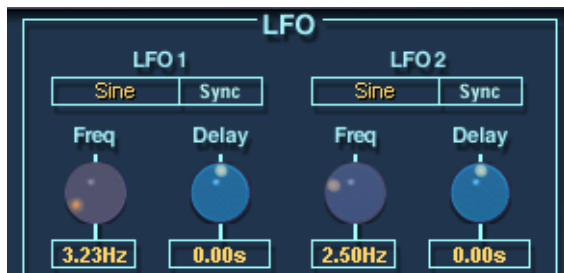 LFO
LFO 1 LFO 2
Sine Sync Sine Sync
Freq Delay Freq Delay
3.23Hz 0.00s 2.50Hz 0.00s